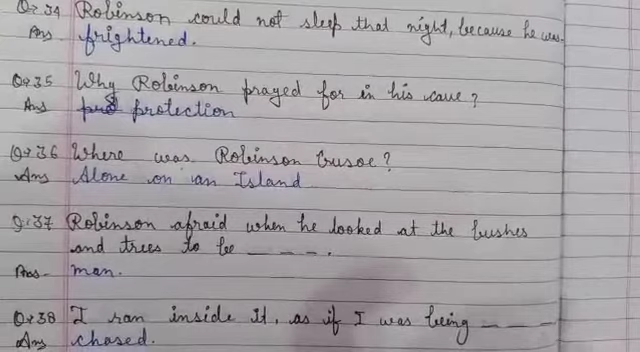 Q:34 Robinson could not sleep that night, because he was.
Ans frightened.
Q:35 Why Robinson prayed for in his cave?
Ans protection
Q:36 Where was Robinson Crusoe?
Ans Alone on an Island
Q:37 Robinson afraid when he looked at the bushes
and trees to be ----.
Ans- man.
Q:38 I ran inside it, as if I was being ---
Ans chased.